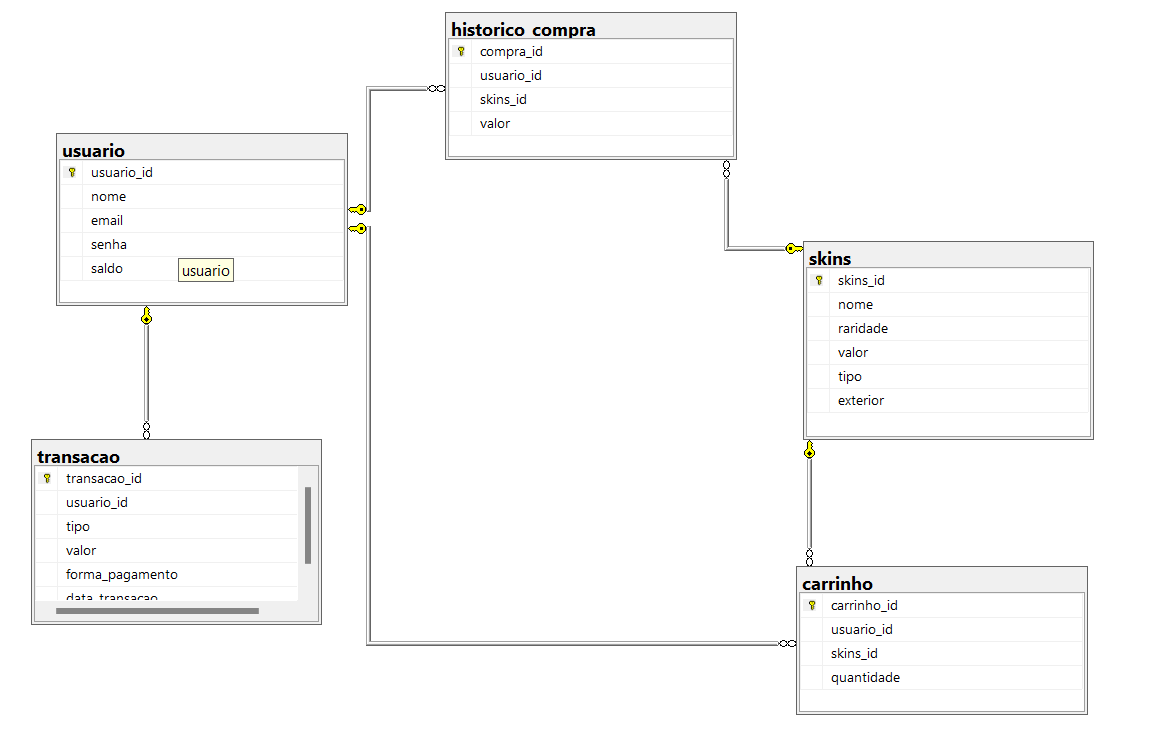 historico_compra
compra_id
usuario_id
skins_id
valor
usuario
usuario_id
nome
email
senha
saldo
usuario
skins
skins_id
nome
raridade
valor
tipo
exterior
transacao
transacao_id
usuario_id
tipo
valor
forma_pagamento
data_transacao
carrinho
carrinho_id
usuario_id
skins_id
quantidade